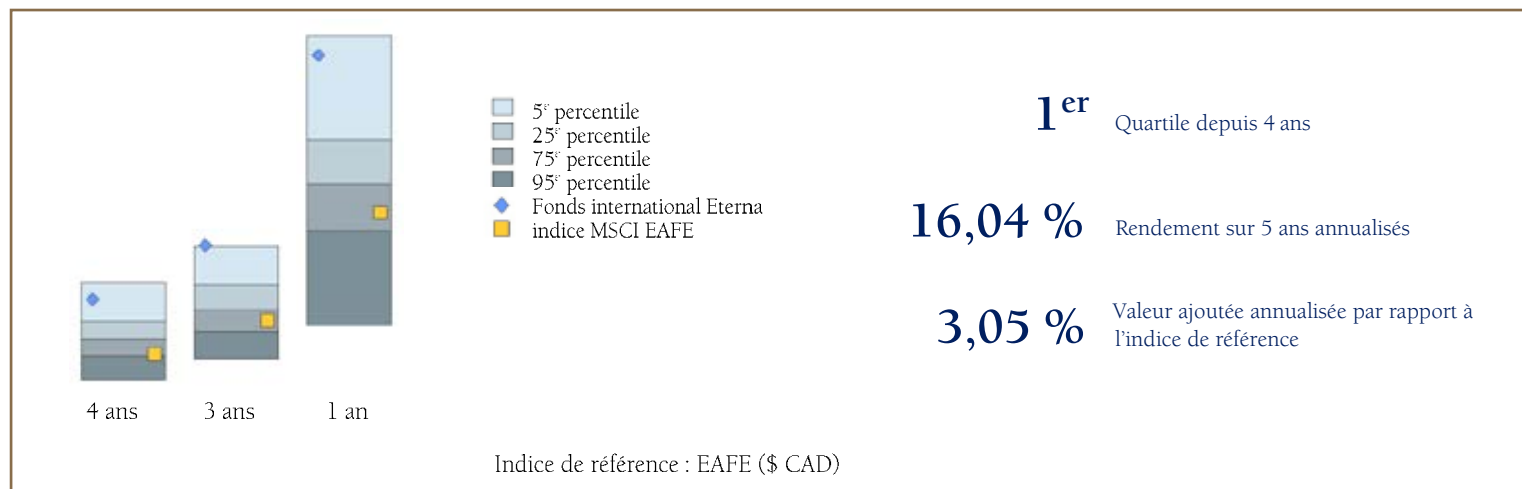 4 ans
3 ans
1 an
5e percentile
25e percentile
75e percentile
95e percentile
Fonds international Eterna
indice MSCI EAFE
1er
Quartile depuis 4 ans
16,04 %
Rendement sur 5 ans annualisés
3,05 %
Valeur ajoutée annualisée par rapport à
l’indice de référence
Indice de référence : EAFE ($ CAD)